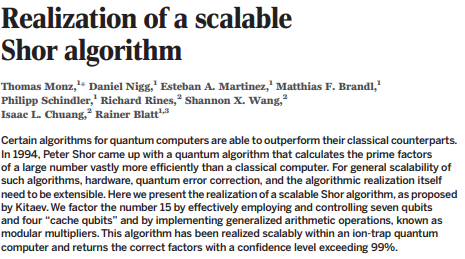 Realization of a scalable
Shor algorithm
Thomas Monz,¹* Daniel Nigg,¹ Esteban A. Martinez,¹ Matthias F. Brandl,¹
Philipp Schindler,¹ Richard Rines,² Shannon X. Wang,²
Isaac L. Chuang,² Rainer Blatt¹,³
Certain algorithms for quantum computers are able to outperform their classical counterparts.
In 1994, Peter Shor came up with a quantum algorithm that calculates the prime factors
of a large number vastly more efficiently than a classical computer. For general scalability of
such algorithms, hardware, quantum error correction, and the algorithmic realization itself
need to be extensible. Here we present the realization of a scalable Shor algorithm, as proposed
by Kitaev. We factor the number 15 by effectively employing and controlling seven qubits
and four “cache qubits” and by implementing generalized arithmetic operations, known as
modular multipliers. This algorithm has been realized scalably within an ion-trap quantum
computer and returns the correct factors with a confidence level exceeding 99%.